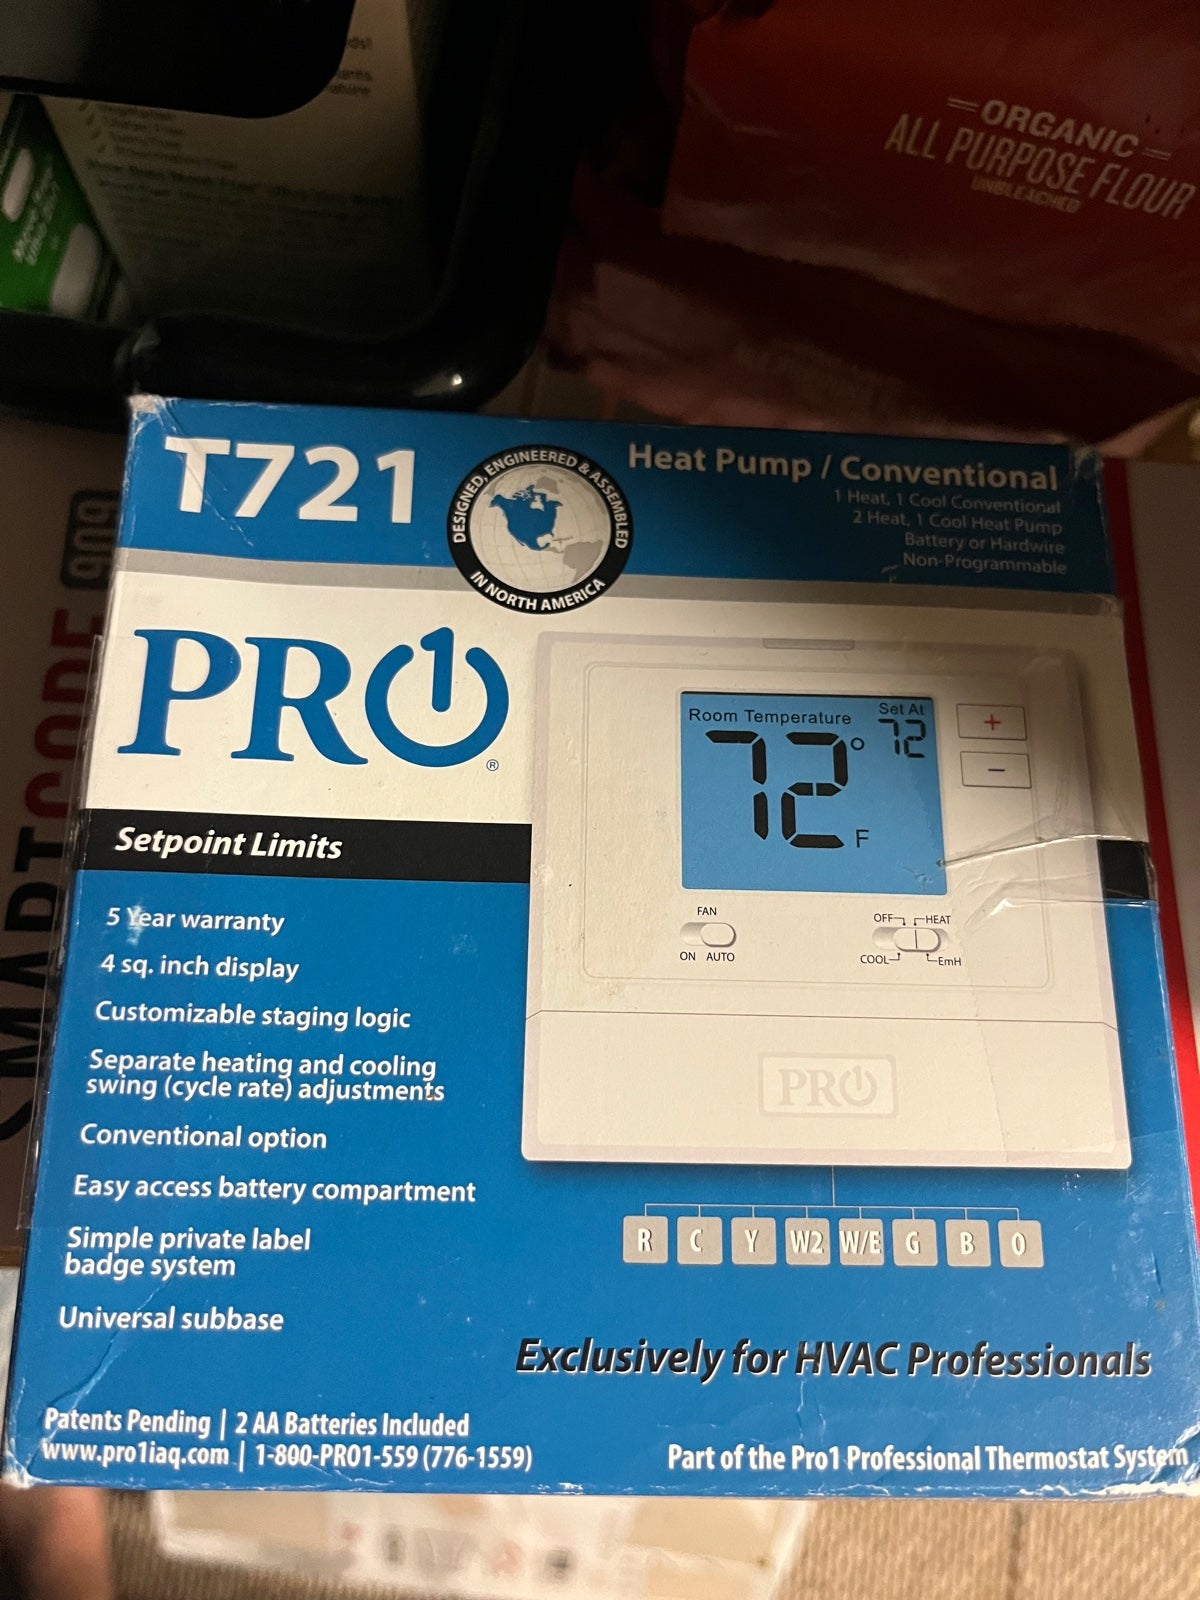 ORGANIC
ALL PURPOSE FLOUR
UNBLEACHED
SMARTCODE 909
T721
DESIGNED, ENGINEERED & ASSEMBLED
IN NORTH AMERICA
Heat Pump / Conventional
1 Heat, 1 Cool Conventional
2 Heat, 1 Cool Heat Pump
Battery or Hardwire
Non-Programmable
PRO1®
Room Temperature
Set At
72
72°F
+
-
FAN
ON AUTO
OFF HEAT
COOL EmH
PRO1
Setpoint Limits
5 Year warranty
4 sq. inch display
Customizable staging logic
Separate heating and cooling
swing (cycle rate) adjustments
Conventional option
Easy access battery compartment
Simple private label
badge system
Universal subbase
R C Y W2 W/E G B O
Exclusively for HVAC Professionals
Patents Pending | 2 AA Batteries Included
www.pro1iaq.com | 1-800-PRO1-559 (776-1559)
Part of the Pro1 Professional Thermostat System